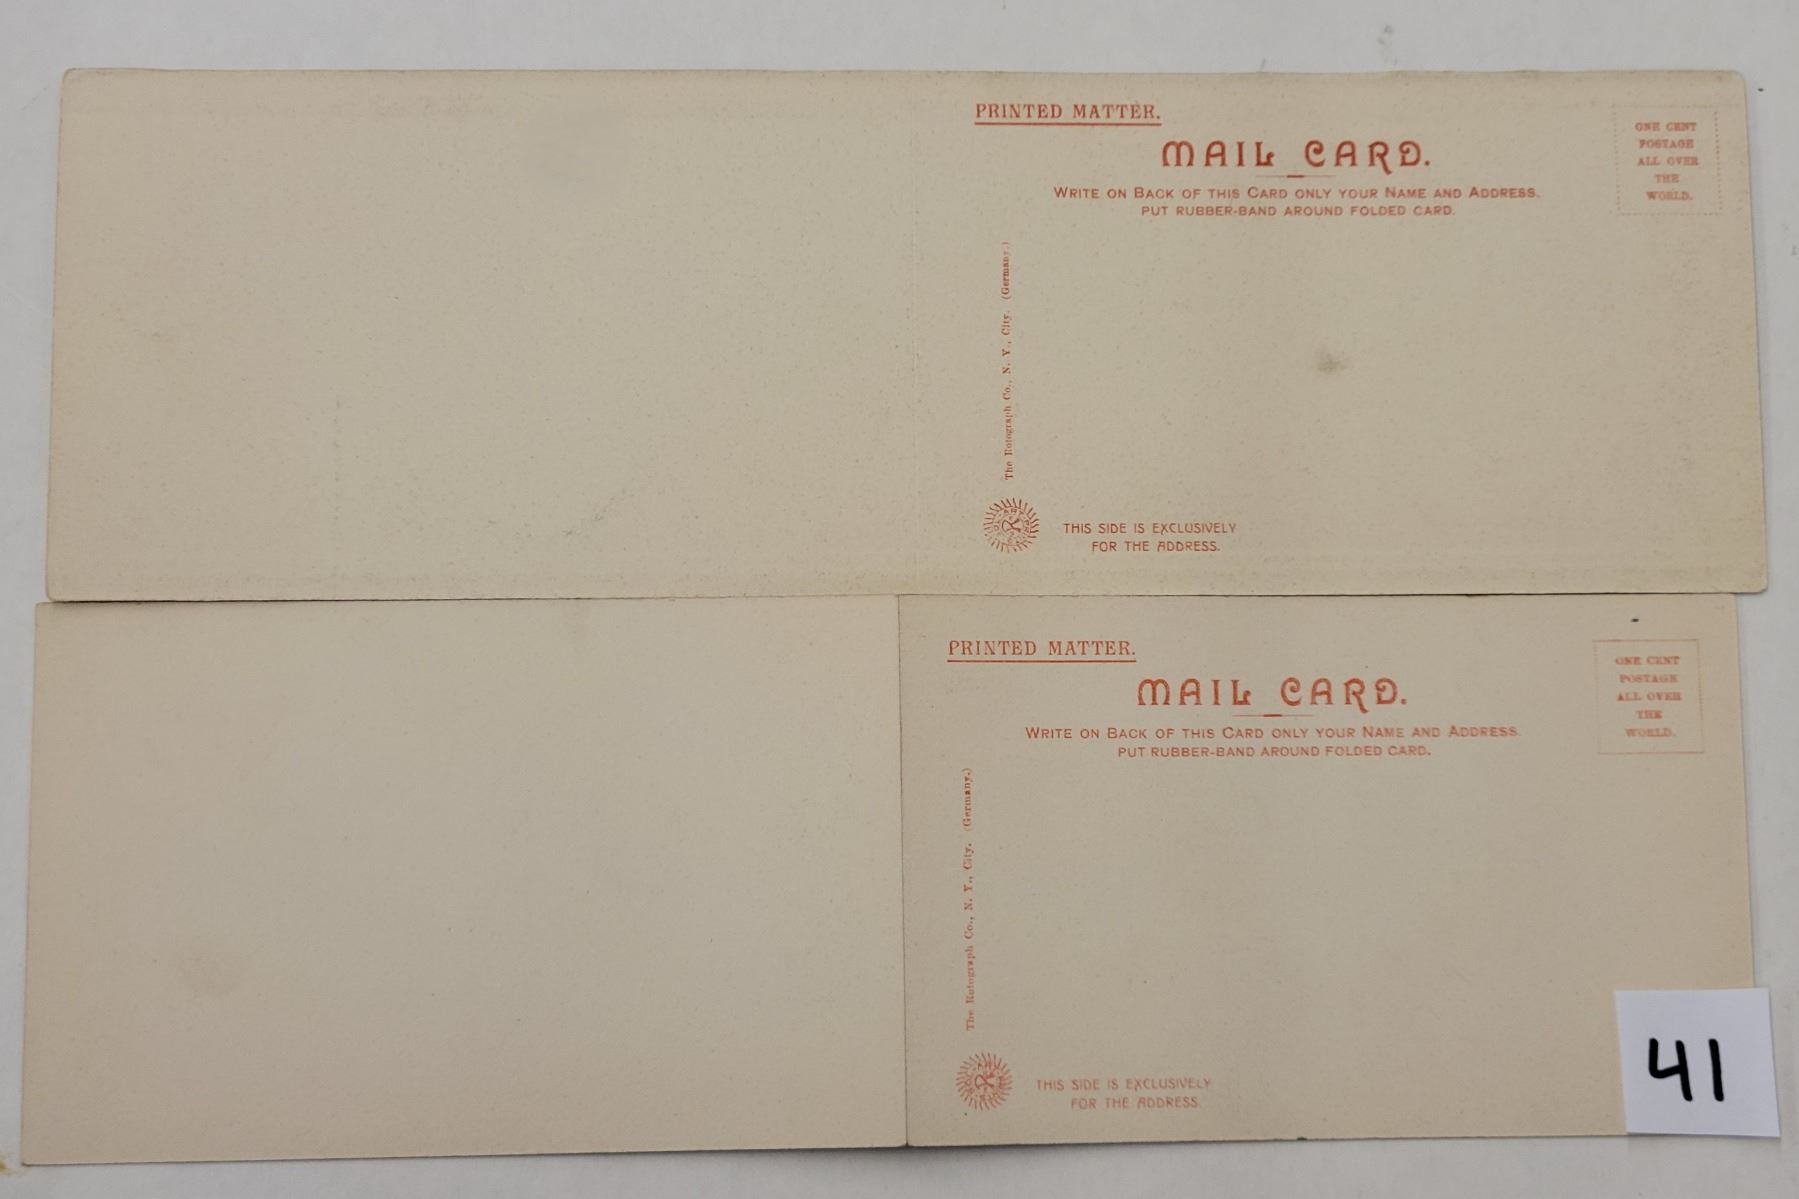 PRINTED MATTER.
MAIL CARD.
WRITE ON BACK OF THIS CARD ONLY YOUR NAME AND ADDRESS.
PUT RUBBER-BAND AROUND FOLDED CARD.
ONE CENT
POSTAGE
ALL OVER
THE
WORLD.
The Rotograph Co., N. Y., City. (Germany.)
THIS SIDE IS EXCLUSIVELY
FOR THE ADDRESS.
PRINTED MATTER.
MAIL CARD.
WRITE ON BACK OF THIS CARD ONLY YOUR NAME AND ADDRESS.
PUT RUBBER-BAND AROUND FOLDED CARD.
ONE CENT
POSTAGE
ALL OVER
THE
WORLD.
The Rotograph Co., N. Y., City. (Germany.)
THIS SIDE IS EXCLUSIVELY
FOR THE ADDRESS.
41